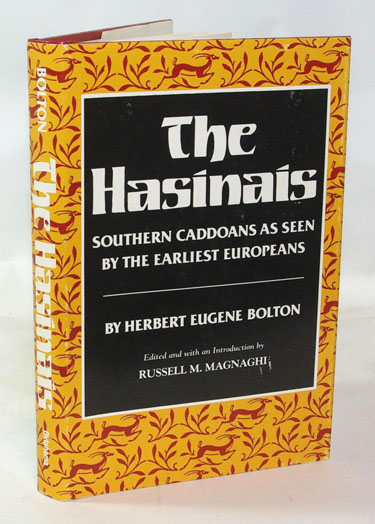 The
Hasinais
SOUTHERN CADDOANS AS SEEN
BY THE EARLIEST EUROPEANS
BY HERBERT EUGENE BOLTON
Edited and with an Introduction by
RUSSELL M. MAGNAGHI
BOLTON
The Hasinais